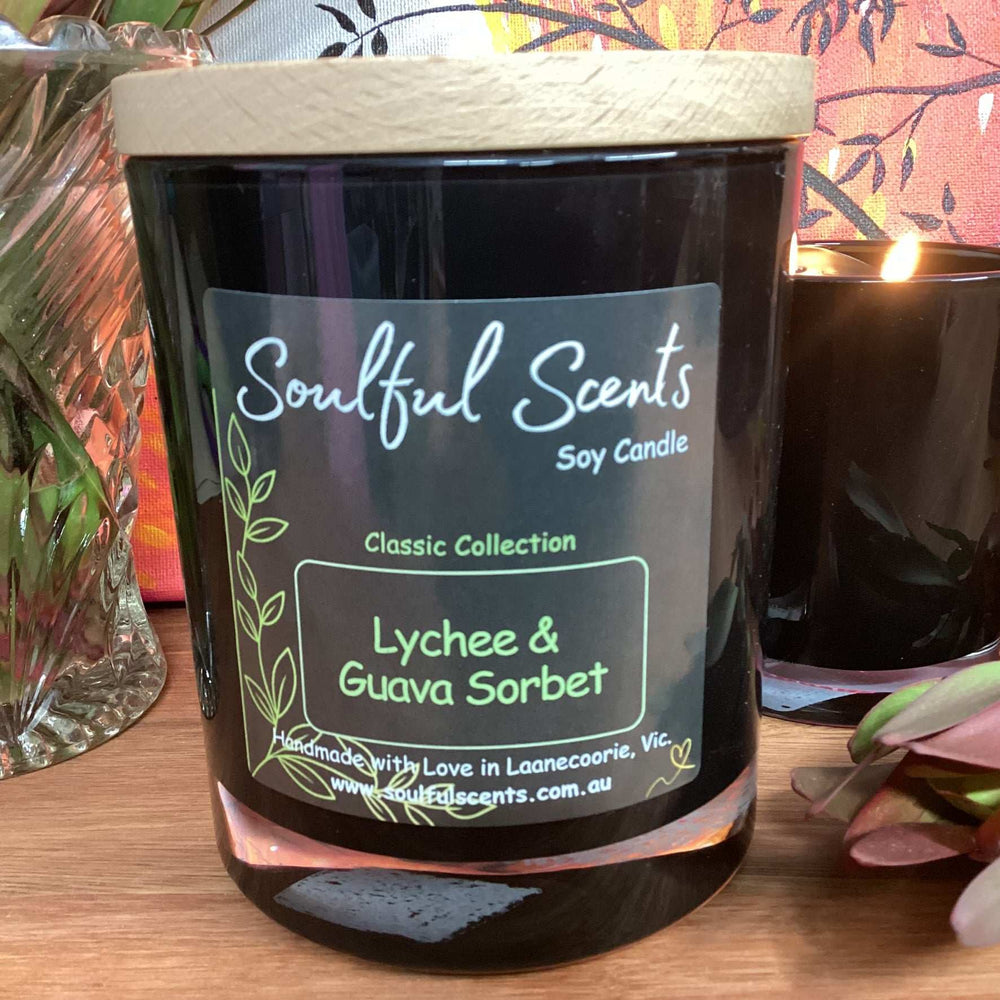 Soulful Scents
Soy Candle
Classic Collection
Lychee &
Guava Sorbet
Handmade with Love in Laanecoorie, Vic.
www.soulfulscents.com.au